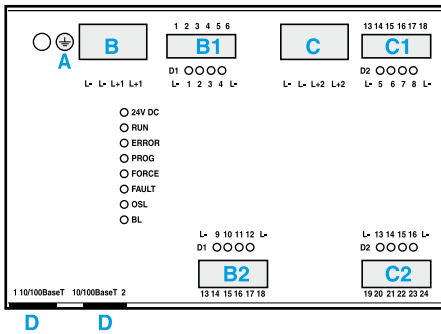 1 2 3 4 5 6
13 14 15 16 17 18
B
B1
C
C1
A
D1
D2
L- L- L+1 L+1
L- 1 2 3 4 L-
L- L- L+2 L+2
L- 5 6 7 8 L-
24V DC
RUN
ERROR
PROG
FORCE
FAULT
OSL
BL
L- 9 10 11 12 L-
L- 13 14 15 16 L-
D1
D2
B2
C2
1 10/100BaseT
10/100BaseT 2
13 14 15 16 17 18
19 20 21 22 23 24
D
D